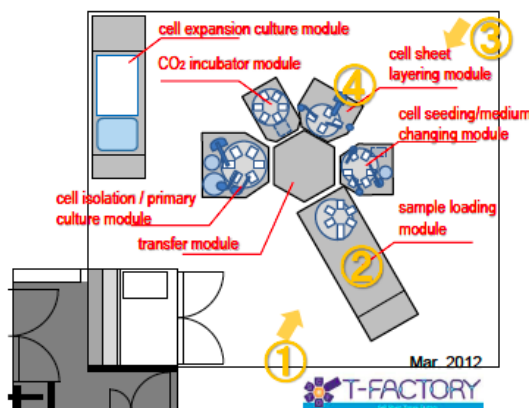 cell expansion culture module
CO2 incubator module
cell sheet
layering module
③
④
cell seeding/medium
changing module
cell isolation / primary
culture module
transfer module
sample loading
module
②
①
Mar. 2012
T-FACTORY